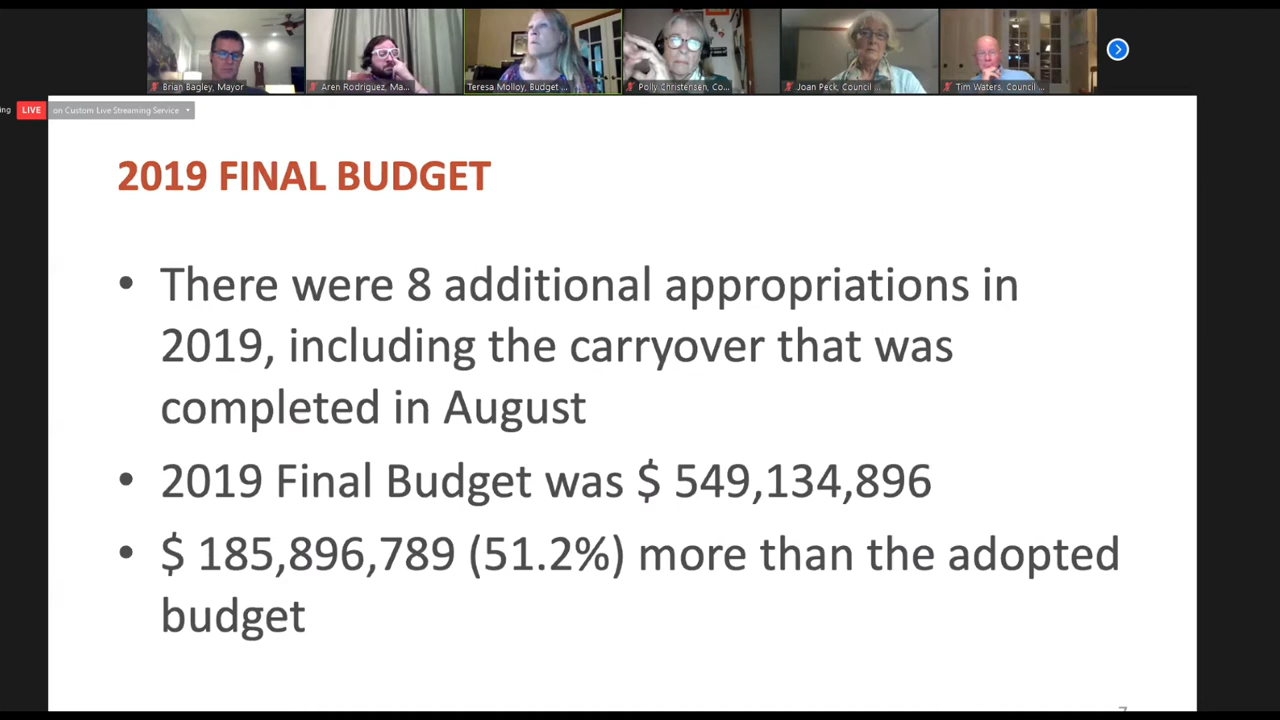 Brian Bagley, Mayor
Aren Rodriguez, Ma...
Teresa Molloy, Budget ...
Polly Christensen, Co...
Joan Peck, Council ...
Tim Waters, Council ...
LIVE
on Custom Live Streaming Service
2019 FINAL BUDGET
• There were 8 additional appropriations in
2019, including the carryover that was
completed in August
• 2019 Final Budget was $ 549,134,896
• $ 185,896,789 (51.2%) more than the adopted
budget